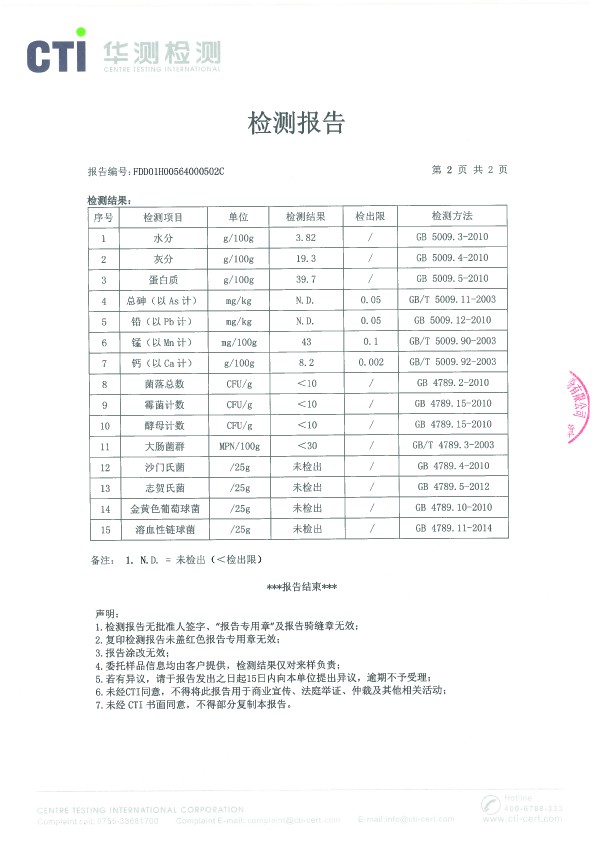 CTI 华测检测
CENTRE TESTING INTERNATIONAL
检测报告
报告编号:FDD01H00564000502C 第 2 页 共 2 页
检测结果:
序号 检测项目 单位 检测结果 检出限 检测方法
1 水分 g/100g 3.82 / GB 5009.3-2010
2 灰分 g/100g 19.3 / GB 5009.4-2010
3 蛋白质 g/100g 39.7 / GB 5009.5-2010
4 总砷（以 As 计） mg/kg N.D. 0.05 GB/T 5009.11-2003
5 铅（以 Pb 计） mg/kg N.D. 0.05 GB 5009.12-2010
6 锰（以 Mn 计） mg/100g 43 0.1 GB/T 5009.90-2003
7 钙（以 Ca 计） g/100g 8.2 0.002 GB/T 5009.92-2003
8 菌落总数 CFU/g ＜10 / GB 4789.2-2010
9 霉菌计数 CFU/g ＜10 / GB 4789.15-2010
10 酵母计数 CFU/g ＜10 / GB 4789.15-2010
11 大肠菌群 MPN/100g ＜30 / GB/T 4789.3-2003
12 沙门氏菌 /25g 未检出 / GB 4789.4-2010
13 志贺氏菌 /25g 未检出 / GB 4789.5-2012
14 金黄色葡萄球菌 /25g 未检出 / GB 4789.10-2010
15 溶血性链球菌 /25g 未检出 / GB 4789.11-2014
备注： 1. N.D. = 未检出（＜检出限）
***报告结束***
声明:
1.检测报告无批准人签字、“报告专用章”及报告骑缝章无效;
2.复印检测报告未盖红色报告专用章无效;
3.报告涂改无效;
4.委托样品信息均由客户提供，检测结果仅对来样负责;
5.若有异议，请于报告发出之日起15日内向本单位提出异议，逾期不予受理;
6.未经CTI同意，不得将此报告用于商业宣传、法庭举证、仲裁及其他相关活动;
7.未经 CTI 书面同意，不得部分复制本报告。
有限公司
CENTRE TESTING INTERNATIONAL CORPORATION
Hotline
Complaint call: 0755-33681700 Complaint E-mail: complaint@cti-cert.com E-mail:info@cti-cert.com www.cti-cert.com